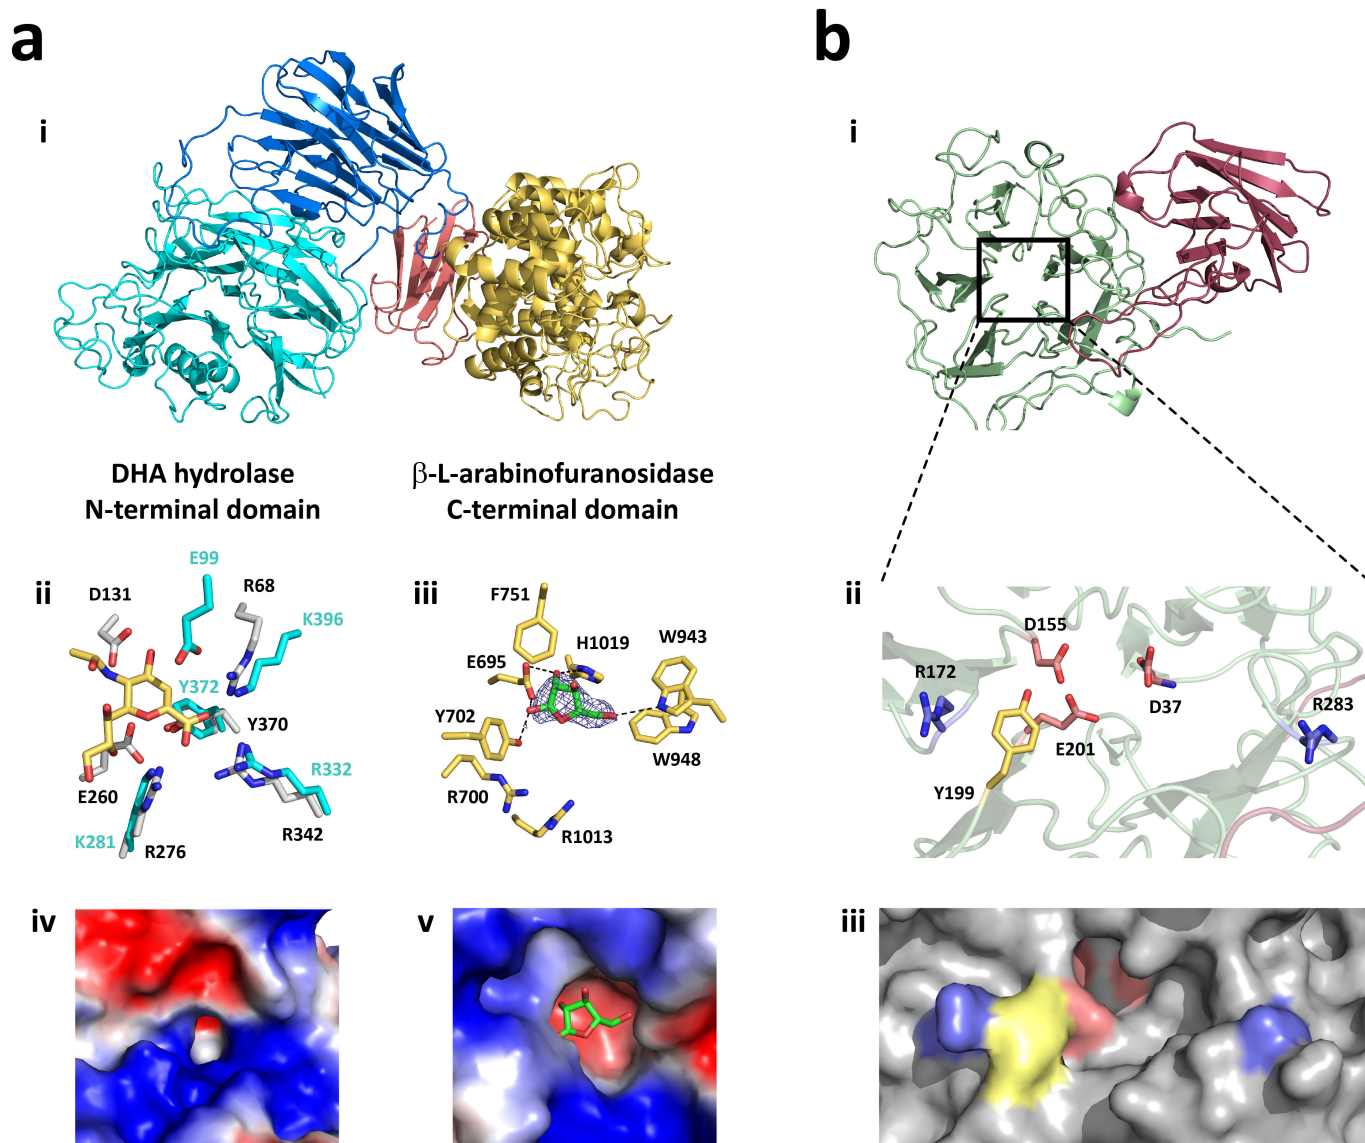 a
b
i
i
DHA hydrolase
N-terminal domain
β-L-arabinofuranosidase
C-terminal domain
ii
E99
D131
R68
K396
Y372
Y370
E260
R332
K281
R276
R342
iii
F751
H1019
W943
E695
Y702
W948
R700
R1013
ii
D155
R172
D37
R283
E201
Y199
iv
v
iii